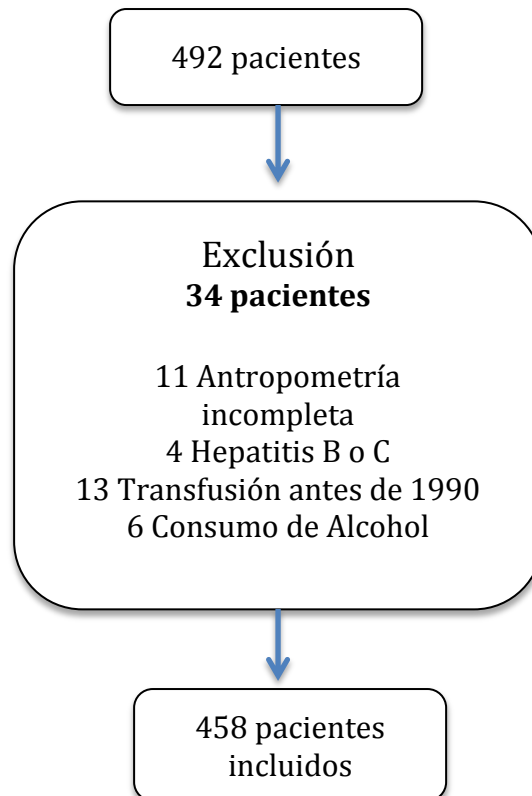 492 pacientes
Exclusión
34 pacientes
11 Antropometría
incompleta
4 Hepatitis B o C
13 Transfusión antes de 1990
6 Consumo de Alcohol
458 pacientes
incluidos